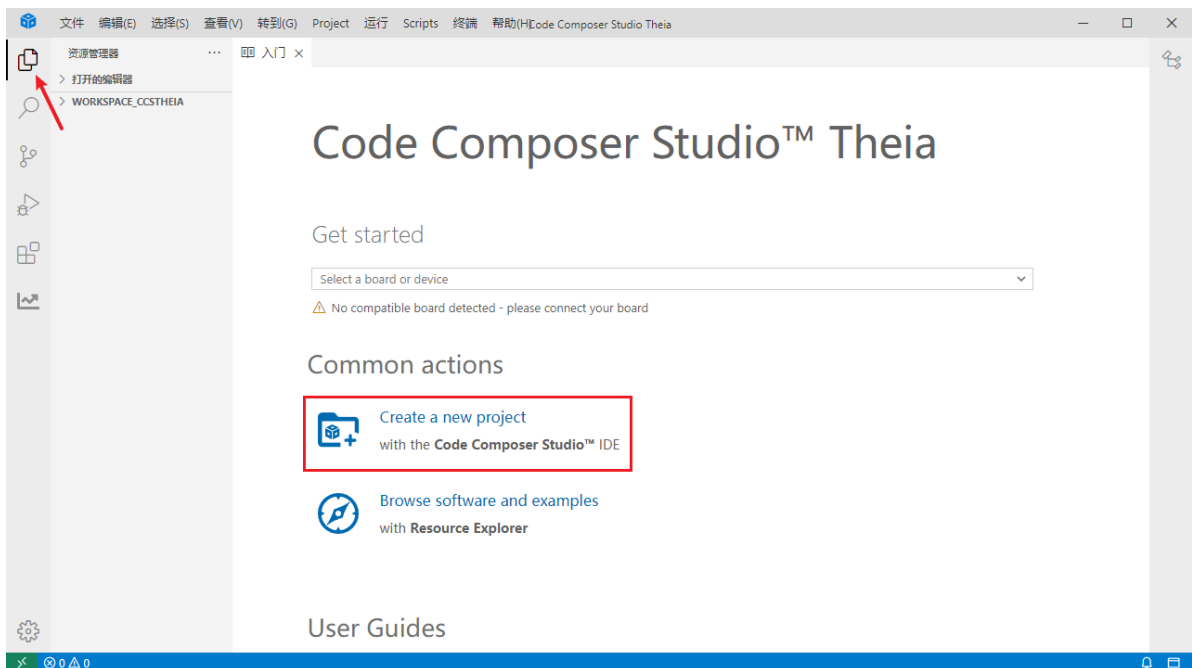 文件 编辑(E) 选择(S) 查看(V) 转到(G) Project 运行 Scripts 终端 帮助(H) Code Composer Studio Theia
资源管理器 ... 入门
打开的编辑器
WORKSPACE_CCSTHEIA
Code Composer Studio™ Theia
Get started
Select a board or device
No compatible board detected - please connect your board
Common actions
Create a new project
with the Code Composer Studio™ IDE
Browse software and examples
with Resource Explorer
User Guides
0 0